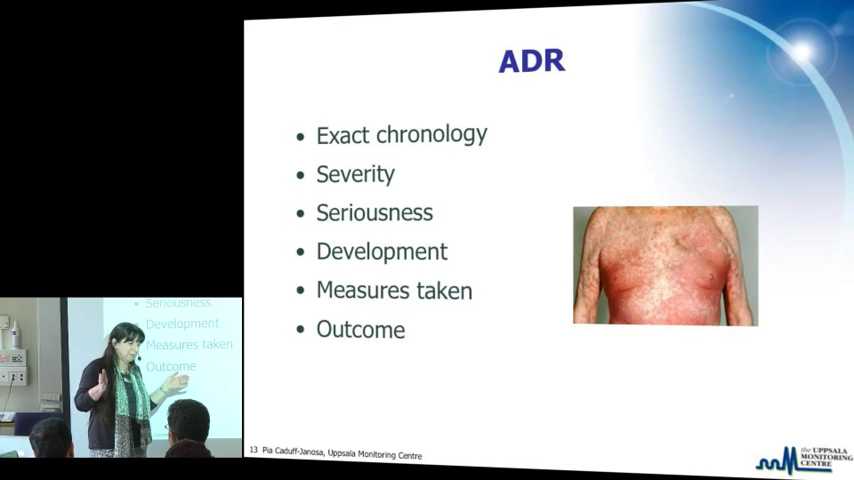 ADR
• Exact chronology
• Severity
• Seriousness
• Development
• Measures taken
• Outcome
13 Pia Caduff-Janosa, Uppsala Monitoring Centre
the UPPSALA
MONITORING
CENTRE
• Seriousness
Development
Measures taken
Outcome